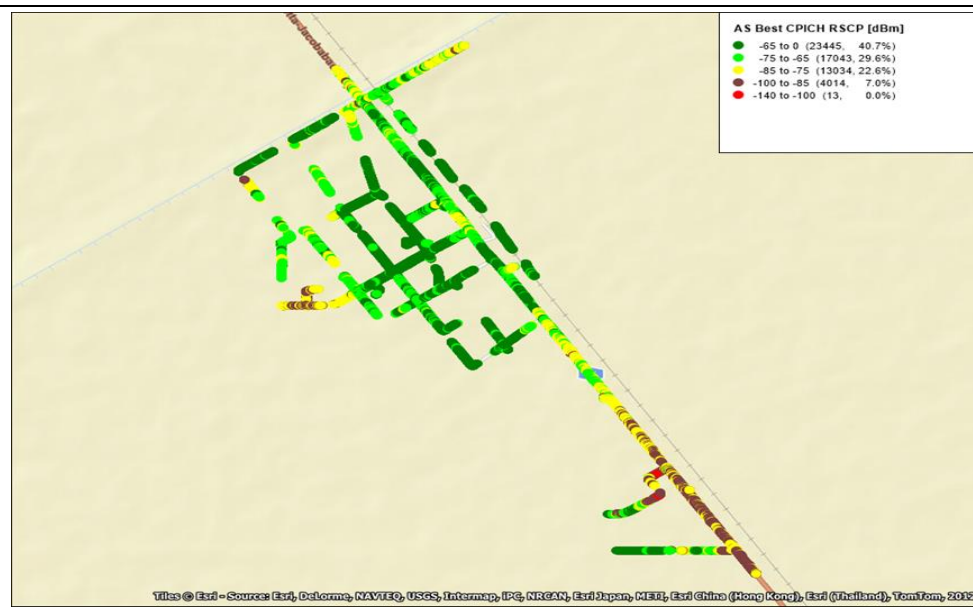 AS Best CPICH RSCP [dBm]
-65 to 0 (23445, 40.7%)
-75 to -65 (17043, 29.6%)
-85 to -75 (13034, 22.6%)
-100 to -85 (4014, 7.0%)
-140 to -100 (13, 0.0%)
Tiles © Esri - Source: Esri, DeLorme, NAVTEQ, USGS, Intermap, iPC, NRCAN, Esri Japan, METI, Esri China (Hong Kong), Esri (Thailand), TomTom,